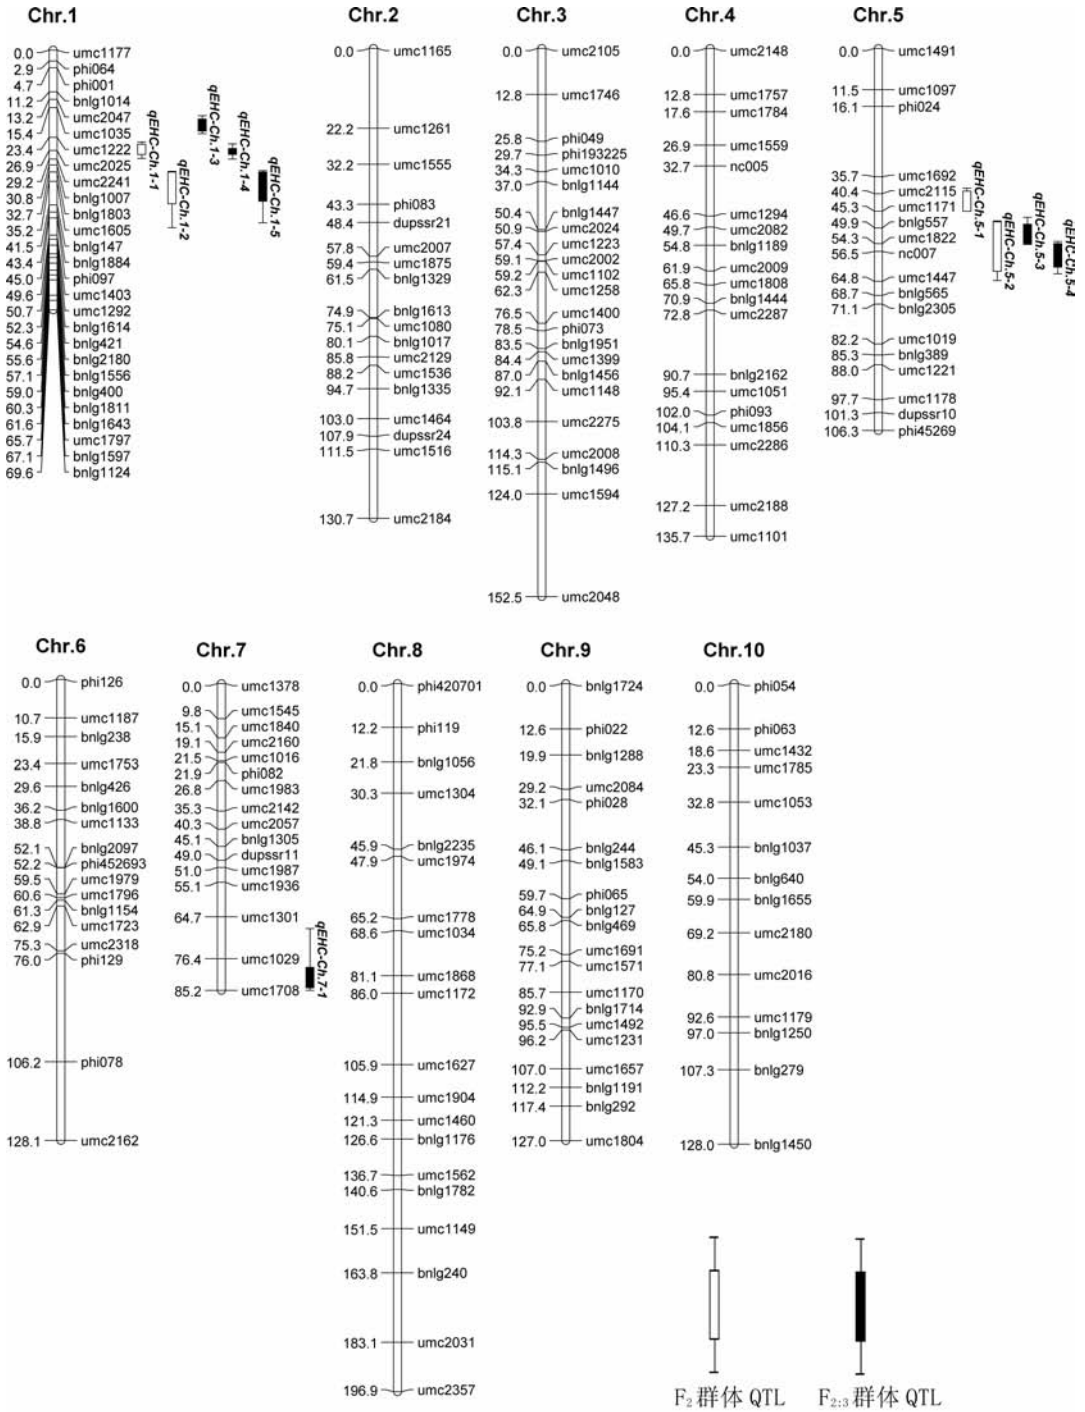 Chr.1
0.0 umc1177
2.9 phi064
4.7 phi001
11.2 bnlg1014
13.2 umc2047
15.4 umc1035
23.4 umc1222
26.9 umc2025
29.2 umc2241
30.8 bnlg1007
32.7 bnlg1803
35.2 umc1605
41.5 bnlg147
43.4 bnlg1884
45.0 phi097
49.6 umc1403
50.7 umc1292
52.3 bnlg1614
54.6 bnlg421
55.6 bnlg2180
57.1 bnlg1556
59.0 bnlg400
60.3 bnlg1811
61.6 bnlg1643
65.7 umc1797
67.1 bnlg1597
69.6 bnlg1124
qEHC-Ch.1-1
qEHC-Ch.1-2
qEHC-Ch.1-3
qEHC-Ch.1-4
qEHC-Ch.1-5
Chr.2
0.0 umc1165
22.2 umc1261
32.2 umc1555
43.3 phi083
48.4 dupssr21
57.8 umc2007
59.4 umc1875
61.5 bnlg1329
74.9 bnlg1613
75.1 umc1080
80.1 bnlg1017
85.8 umc2129
88.2 umc1536
94.7 bnlg1335
103.0 umc1464
107.9 dupssr24
111.5 umc1516
130.7 umc2184
Chr.3
0.0 umc2105
12.8 umc1746
25.8 phi049
29.7 phi193225
34.3 umc1010
37.0 bnlg1144
50.4 bnlg1447
50.9 umc2024
57.4 umc1223
59.1 umc2002
59.2 umc1102
62.3 umc1258
76.5 umc1400
78.5 phi073
83.5 bnlg1951
84.4 umc1399
87.0 bnlg1456
92.1 umc1148
103.8 umc2275
114.3 umc2008
115.1 bnlg1496
124.0 umc1594
152.5 umc2048
Chr.4
0.0 umc2148
12.8 umc1757
17.6 umc1784
26.9 umc1559
32.7 nc005
46.6 umc1294
49.7 umc2082
54.8 bnlg1189
61.9 umc2009
65.8 umc1808
70.9 bnlg1444
72.8 umc2287
90.7 bnlg2162
95.4 umc1051
102.0 phi093
104.1 umc1856
110.3 umc2286
127.2 umc2188
135.7 umc1101
Chr.5
0.0 umc1491
11.5 umc1097
16.1 phi024
35.7 umc1692
40.4 umc2115
45.3 umc1171
49.9 bnlg557
54.3 umc1822
56.5 nc007
64.8 umc1447
68.7 bnlg565
71.1 bnlg2305
82.2 umc1019
85.3 bnlg389
88.0 umc1221
97.7 umc1178
101.3 dupssr10
106.3 phi45269
qEHC-Ch.5-1
qEHC-Ch.5-2
qEHC-Ch.5-3
qEHC-Ch.5-4
Chr.6
0.0 phi126
10.7 umc1187
15.9 bnlg238
23.4 umc1753
29.6 bnlg426
36.2 bnlg1600
38.8 umc1133
52.1 bnlg2097
52.2 phi452693
59.5 umc1979
60.6 umc1796
61.3 bnlg1154
62.9 umc1723
75.3 umc2318
76.0 phi129
106.2 phi078
128.1 umc2162
Chr.7
0.0 umc1378
9.8 umc1545
15.1 umc1840
19.1 umc2160
21.5 umc1016
21.9 phi082
26.8 umc1983
35.3 umc2142
40.3 umc2057
45.1 bnlg1305
49.0 dupssr11
51.0 umc1987
55.1 umc1936
64.7 umc1301
76.4 umc1029
85.2 umc1708
qEHC-Ch.7-1
Chr.8
0.0 phi420701
12.2 phi119
21.8 bnlg1056
30.3 umc1304
45.9 bnlg2235
47.9 umc1974
65.2 umc1778
68.6 umc1034
81.1 umc1868
86.0 umc1172
105.9 umc1627
114.9 umc1904
121.3 umc1460
126.6 bnlg1176
136.7 umc1562
140.6 bnlg1782
151.5 umc1149
163.8 bnlg240
183.1 umc2031
196.9 umc2357
Chr.9
0.0 bnlg1724
12.6 phi022
19.9 bnlg1288
29.2 umc2084
32.1 phi028
46.1 bnlg244
49.1 bnlg1583
59.7 phi065
64.9 bnlg127
65.8 bnlg469
75.2 umc1691
77.1 umc1571
85.7 umc1170
92.9 bnlg1714
95.5 umc1492
96.2 umc1231
107.0 umc1657
112.2 bnlg1191
117.4 bnlg292
127.0 umc1804
Chr.10
0.0 phi054
12.6 phi063
18.6 umc1432
23.3 umc1785
32.8 umc1053
45.3 bnlg1037
54.0 bnlg640
59.9 bnlg1655
69.2 umc2180
80.8 umc2016
92.6 umc1179
97.0 bnlg1250
107.3 bnlg279
128.0 bnlg1450
F₂群体 QTL
F₂:₃群体 QTL